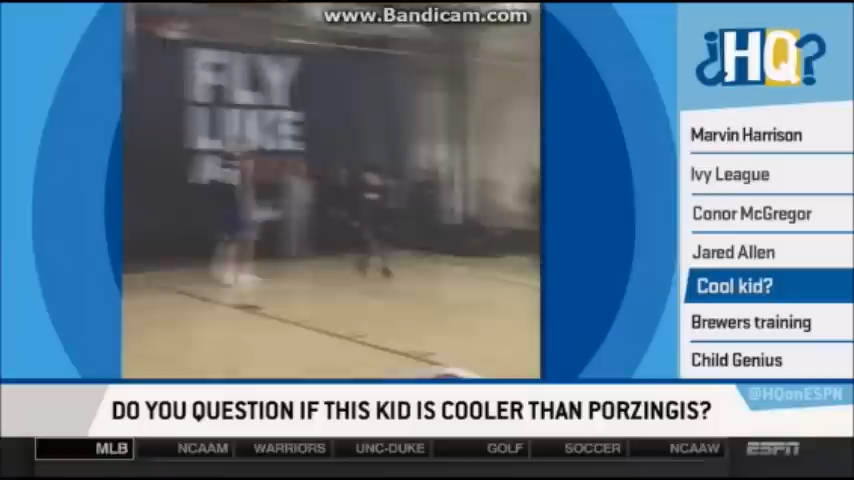 www.Bandicam.com
FLY
LIKE
¿HQ?
Marvin Harrison
Ivy League
Conor McGregor
Jared Allen
Cool kid?
Brewers training
Child Genius
@HQonESPN
DO YOU QUESTION IF THIS KID IS COOLER THAN PORZINGIS?
MLB NCAAM WARRIORS UNC-DUKE GOLF SOCCER NCAAW ESPN